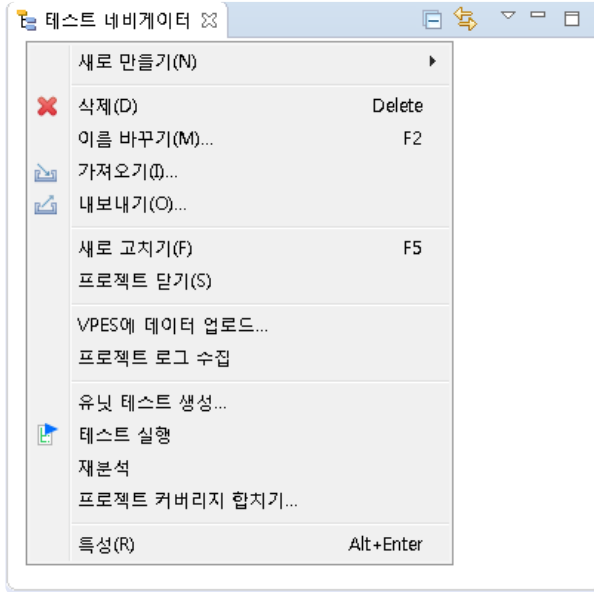 테스트 네비게이터
새로 만들기(N)
삭제(D) Delete
이름 바꾸기(M)... F2
가져오기(I)...
내보내기(O)...
새로 고치기(F) F5
프로젝트 닫기(S)
VPES에 데이터 업로드...
프로젝트 로그 수집
유닛 테스트 생성...
테스트 실행
재분석
프로젝트 커버리지 합치기...
특성(R) Alt+Enter